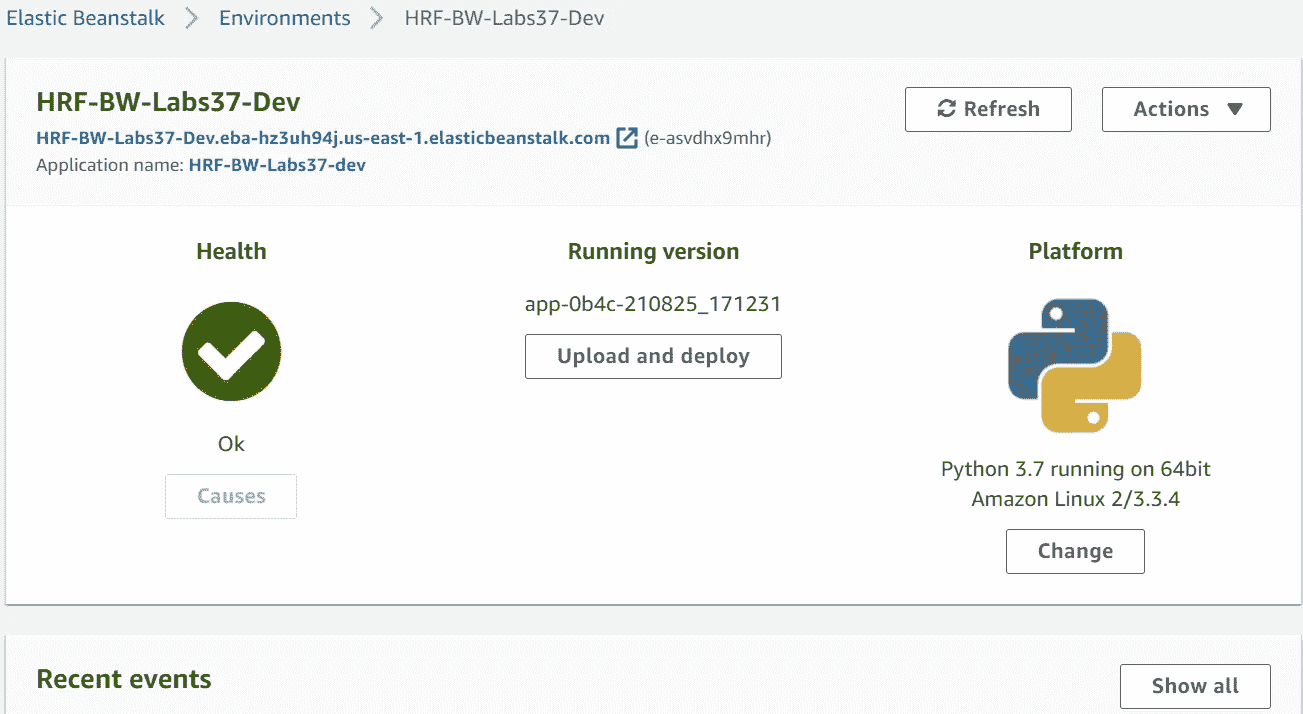 Elastic Beanstalk > Environments > HRF-BW-Labs37-Dev
HRF-BW-Labs37-Dev
Refresh
Actions ▼
HRF-BW-Labs37-Dev.eba-hz3uh94j.us-east-1.elasticbeanstalk.com (e-asvdhx9mhr)
Application name: HRF-BW-Labs37-dev
Health
Ok
Causes
Running version
app-0b4c-210825_171231
Upload and deploy
Platform
Python 3.7 running on 64bit
Amazon Linux 2/3.3.4
Change
Recent events
Show all